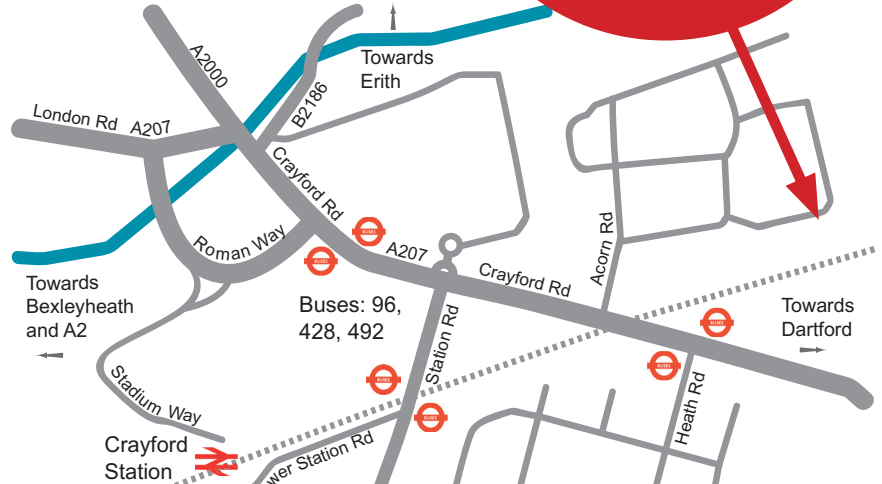 Towards
Erith
A2000
B2186
London Rd A207
Crayford Rd
Roman Way
A207
Crayford Rd
Acorn Rd
Towards
Bexleyheath
and A2
Buses: 96,
428, 492
Station Rd
Towards
Dartford
BUSES
BUSES
BUSES
BUSES
BUSES
BUSES
Heath Rd
Stadium Way
Crayford
Station
wer Station Rd